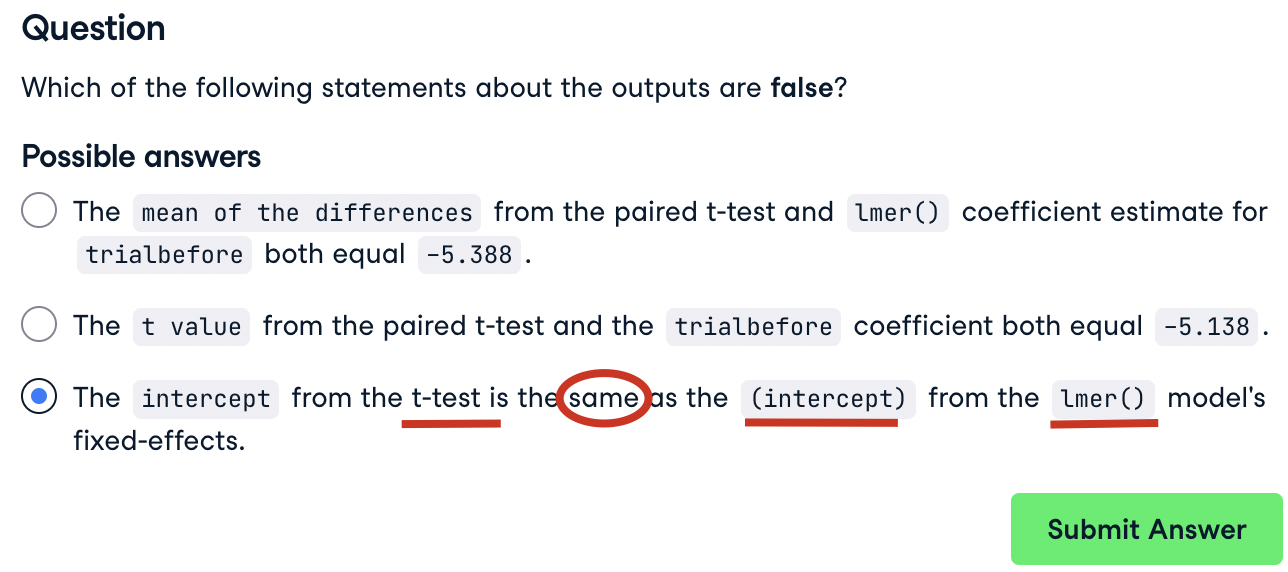 Question
Which of the following statements about the outputs are false?
Possible answers
The mean of the differences from the paired t-test and lmer() coefficient estimate for
trialbefore both equal -5.388.
The t value from the paired t-test and the trialbefore coefficient both equal -5.138.
The intercept from the t-test is the same as the (intercept) from the lmer() model's
fixed-effects.
Submit Answer